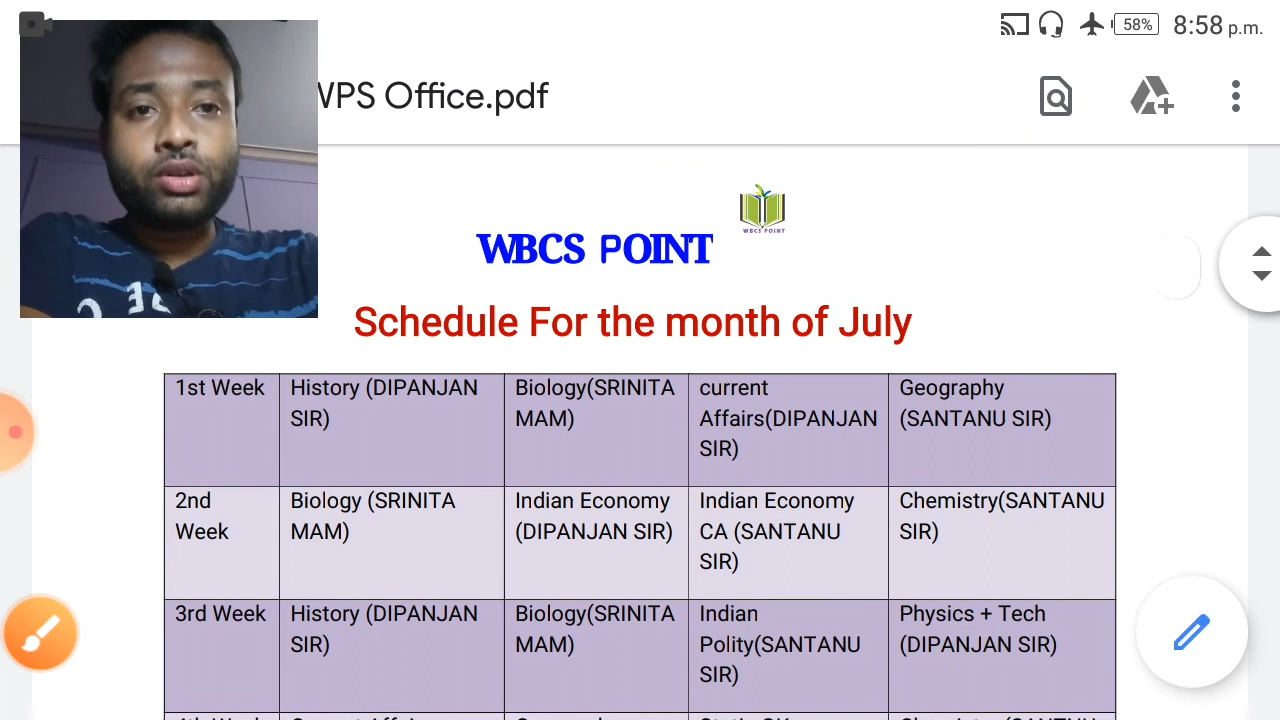 58% 8:58 p.m.
WPS Office.pdf
WBCS POINT
WBCS POINT
Schedule For the month of July
1st Week
History (DIPANJAN
SIR)
Biology(SRINITA
MAM)
current
Affairs(DIPANJAN
SIR)
Geography
(SANTANU SIR)
2nd
Week
Biology (SRINITA
MAM)
Indian Economy
(DIPANJAN SIR)
Indian Economy
CA (SANTANU
SIR)
Chemistry(SANTANU
SIR)
3rd Week
History (DIPANJAN
SIR)
Biology(SRINITA
MAM)
Indian
Polity(SANTANU
SIR)
Physics + Tech
(DIPANJAN SIR)